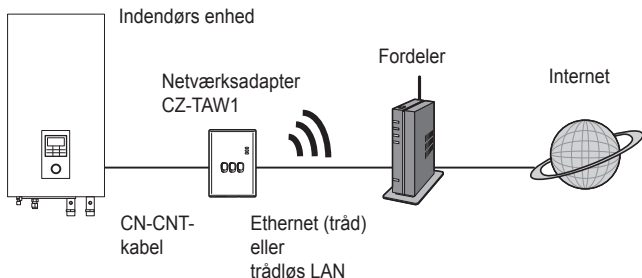 Indendørs enhed
Netværksadapter
CZ-TAW1
Fordeler
Internet
CN-CNT-
kabel
Ethernet (tråd)
eller
trådløs LAN